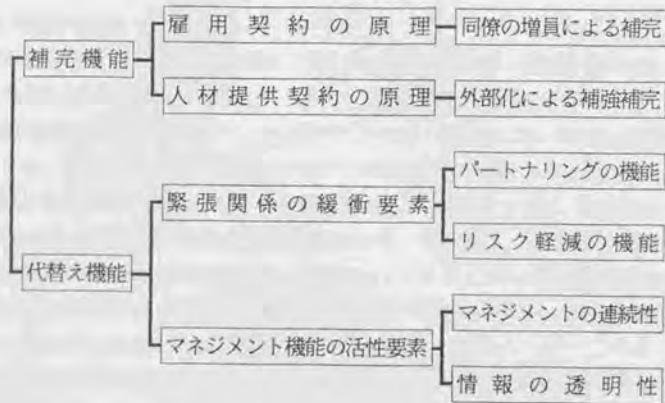 補完機能
雇用契約の原理
同僚の増員による補完
人材提供契約の原理
外部化による補強補完
代替え機能
緊張関係の緩衝要素
パートナリングの機能
リスク軽減の機能
マネジメント機能の活性要素
マネジメントの連続性
情報の透明性